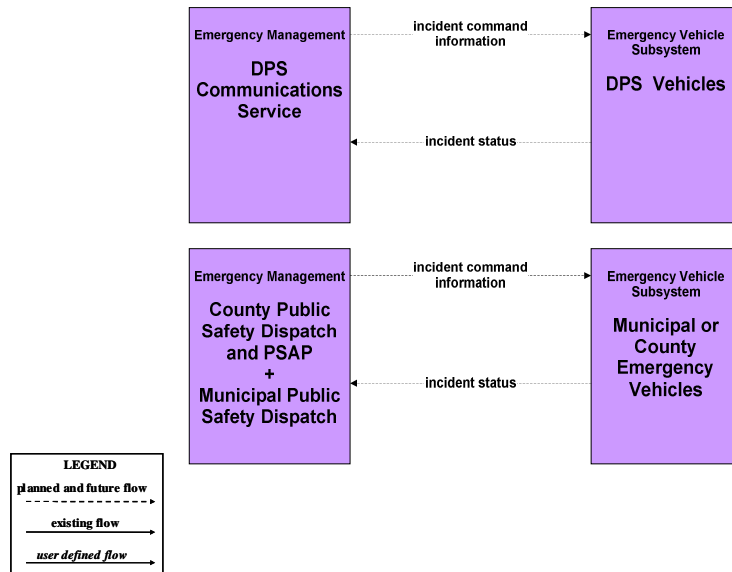 Emergency Management
DPS
Communications
Service
incident command
information
incident status
Emergency Vehicle
Subsystem
DPS Vehicles
Emergency Management
County Public
Safety Dispatch
and PSAP
+
Municipal Public
Safety Dispatch
incident command
information
incident status
Emergency Vehicle
Subsystem
Municipal or
County
Emergency
Vehicles
LEGEND
planned and future flow
existing flow
user defined flow